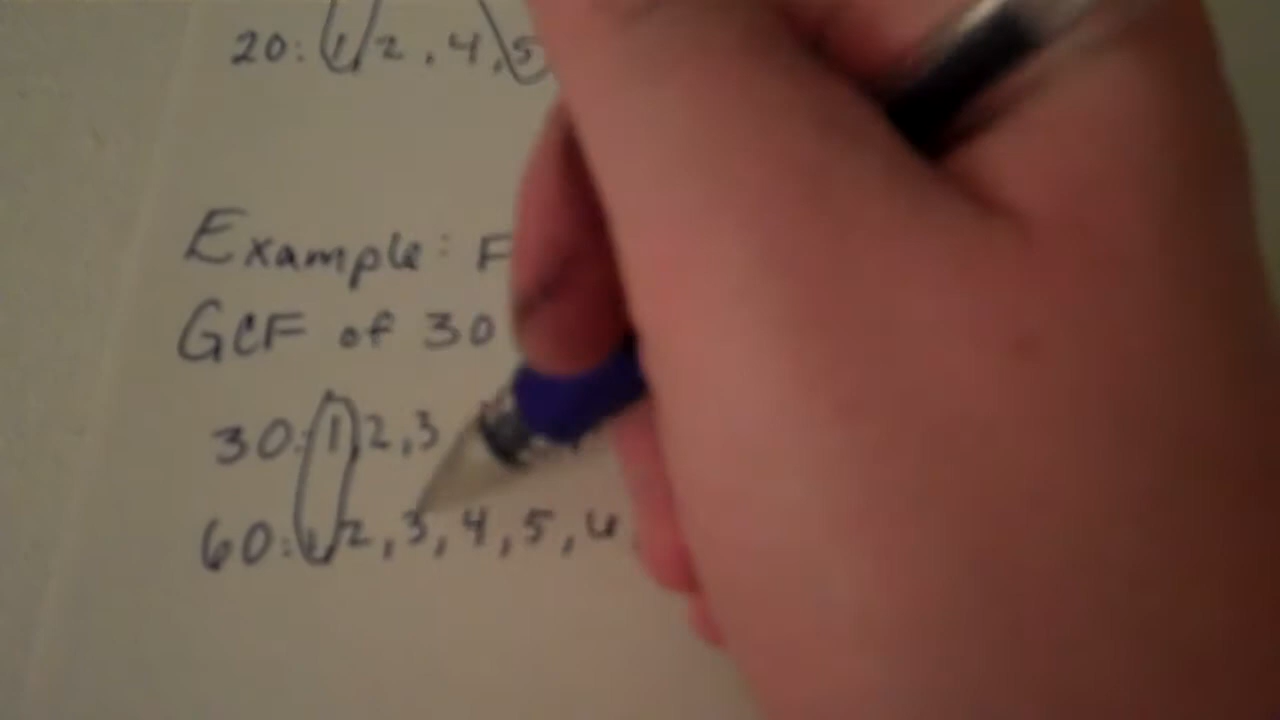 20: 1, 2, 4, 5
Example: F
GCF of 30
30: 1, 2, 3
60: 1, 2, 3, 4, 5, 6